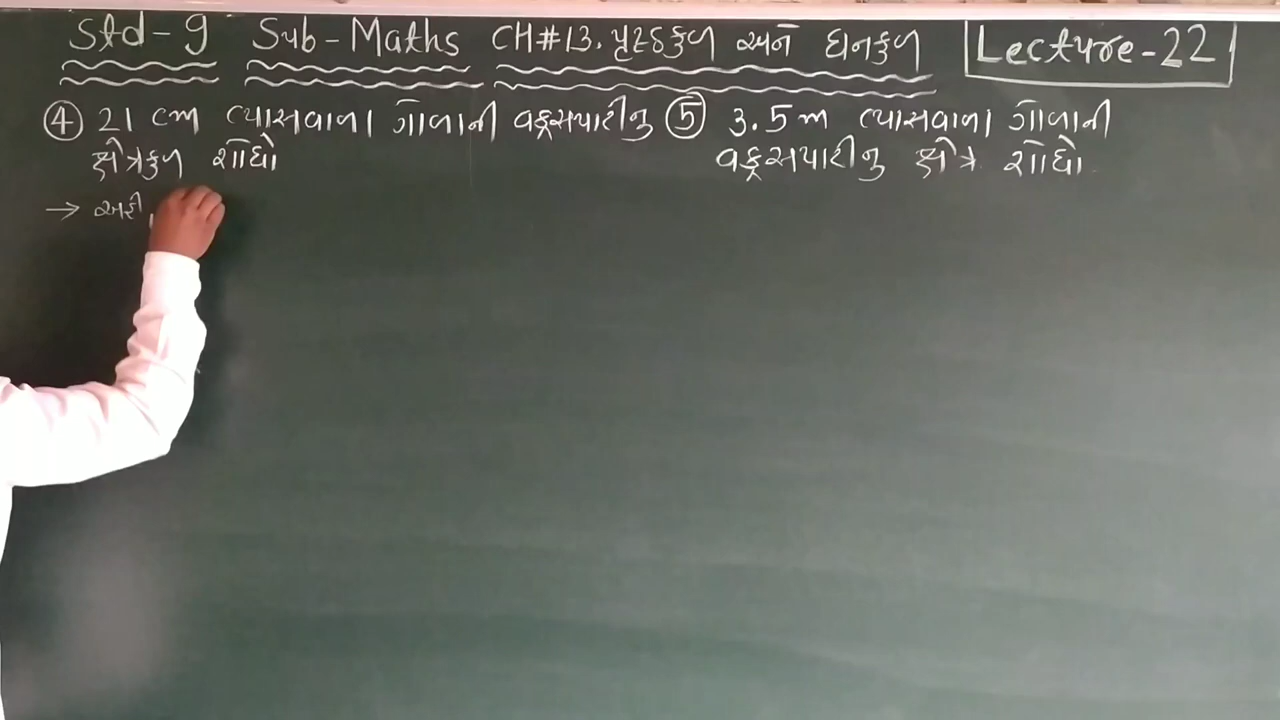 Std-9 Sub-Maths CH#13. પૃષ્ઠફળ અને ઘનફળ Lecture-22
④ 21 cm વ્યાસવાળા ગોળાની વક્રસપાટીનુ
ક્ષેત્રફળ શોધો
→ અહી,
⑤ 3.5 m વ્યાસવાળા ગોળાની
વક્રસપાટીનુ ક્ષેત્ર. શોધો.